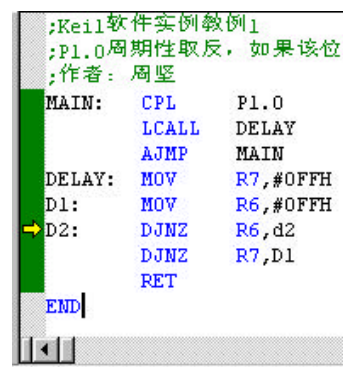 ;Keil软件实例教例1
;P1.0周期性取反，如果该位
;作者：周坚
MAIN: CPL P1.0
LCALL DELAY
AJMP MAIN
DELAY: MOV R7,#0FFH
D1: MOV R6,#0FFH
D2: DJNZ R6,d2
DJNZ R7,D1
RET
END